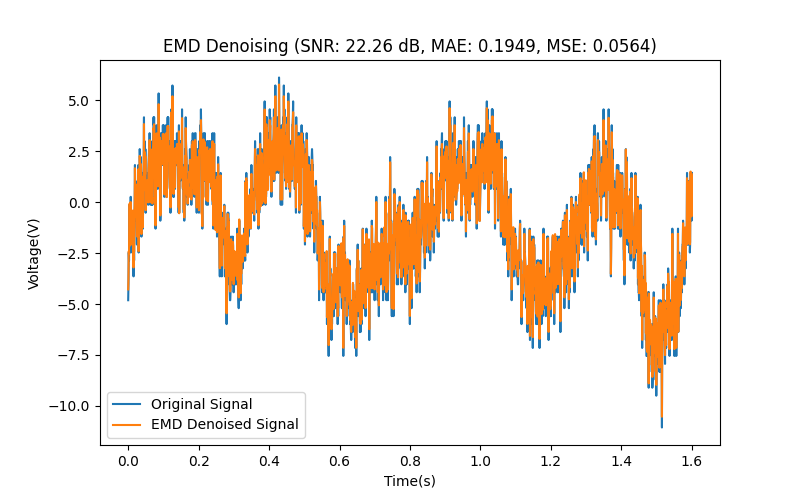 EMD Denoising (SNR: 22.26 dB, MAE: 0.1949, MSE: 0.0564)
5.0
2.5
0.0
−2.5
−5.0
−7.5
−10.0
Voltage(V)
Original Signal
EMD Denoised Signal
0.0 0.2 0.4 0.6 0.8 1.0 1.2 1.4 1.6
Time(s)